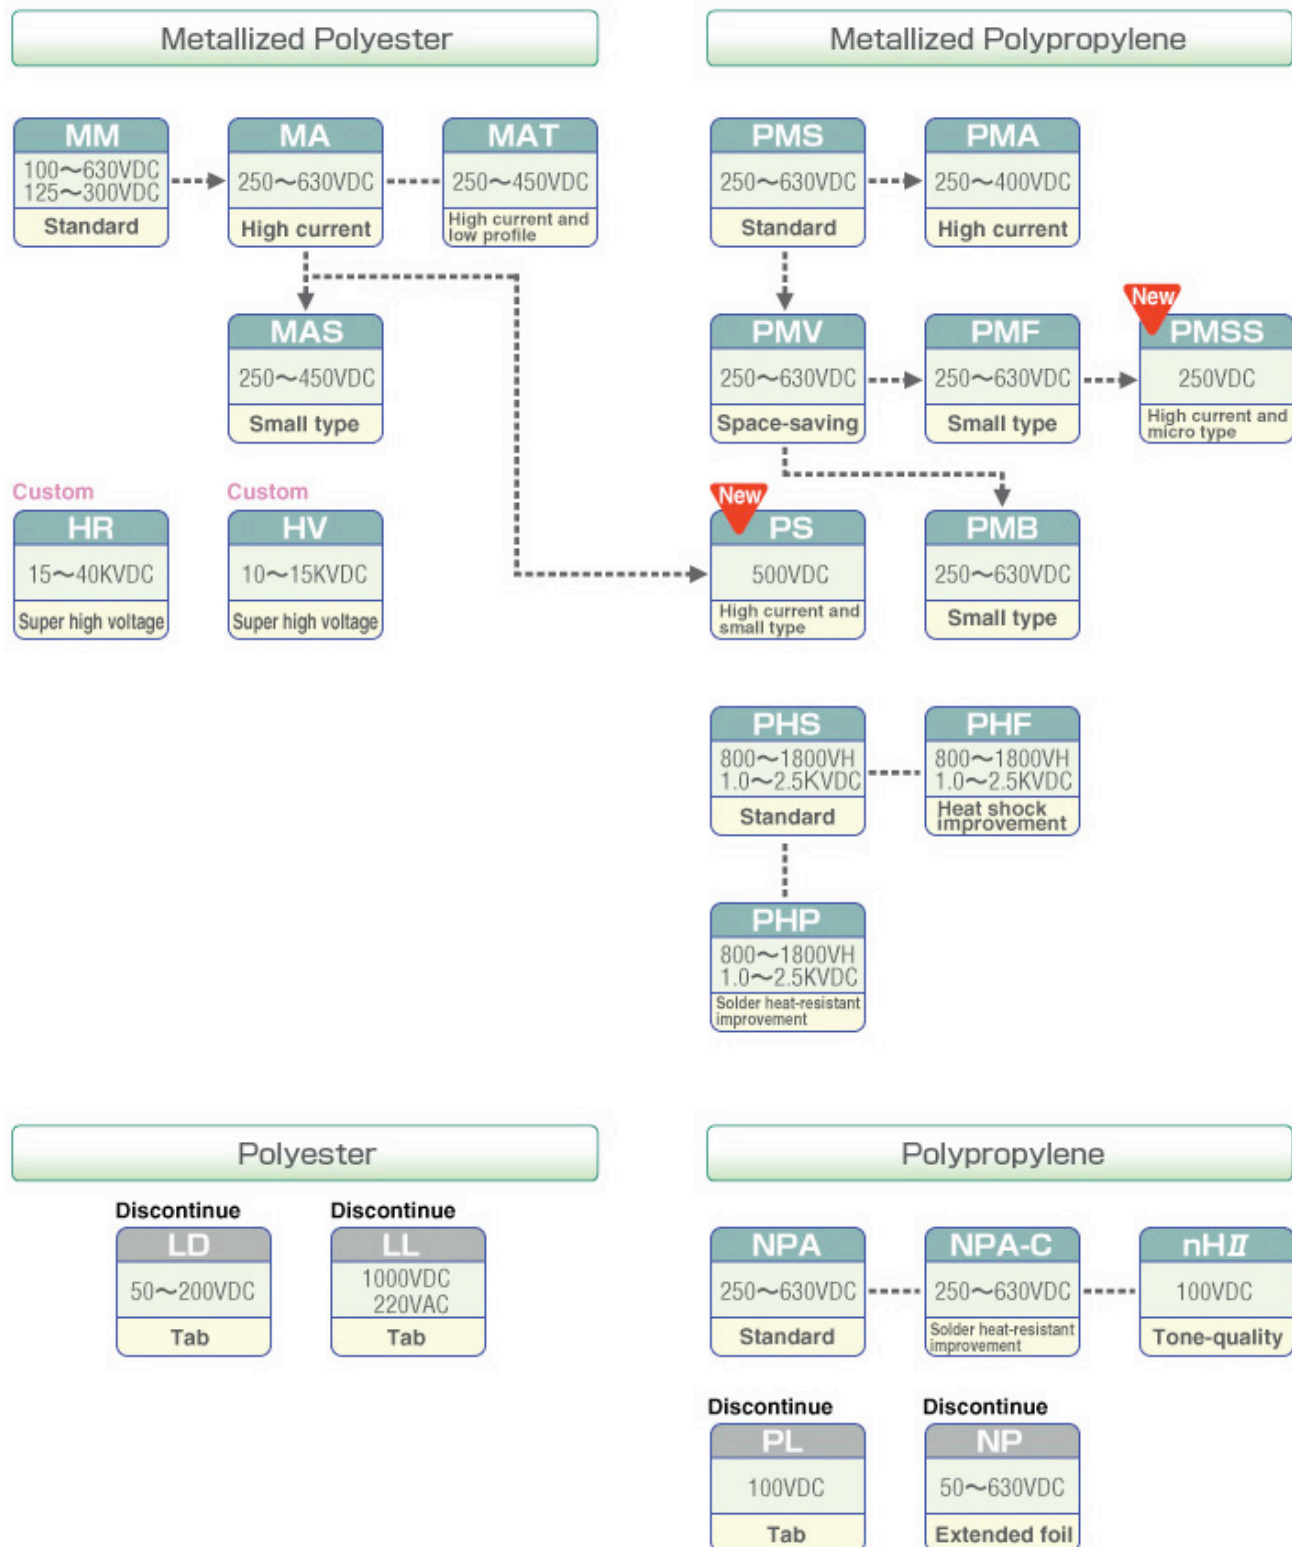 Metallized Polyester
MM
100～630VDC
125～300VDC
Standard
MA
250～630VDC
High current
MAT
250～450VDC
High current and
low profile
MAS
250～450VDC
Small type
Custom
HR
15～40KVDC
Super high voltage
Custom
HV
10～15KVDC
Super high voltage
Metallized Polypropylene
PMS
250～630VDC
Standard
PMA
250～400VDC
High current
PMV
250～630VDC
Space-saving
PMF
250～630VDC
Small type
New
PMSS
250VDC
High current and
micro type
New
PS
500VDC
High current and
small type
PMB
250～630VDC
Small type
PHS
800～1800VH
1.0～2.5KVDC
Standard
PHF
800～1800VH
1.0～2.5KVDC
Heat shock
improvement
PHP
800～1800VH
1.0～2.5KVDC
Solder heat-resistant
improvement
Polyester
Discontinue
LD
50～200VDC
Tab
Discontinue
LL
1000VDC
220VAC
Tab
Polypropylene
NPA
250～630VDC
Standard
NPA-C
250～630VDC
Solder heat-resistant
improvement
nHⅡ
100VDC
Tone-quality
Discontinue
PL
100VDC
Tab
Discontinue
NP
50～630VDC
Extended foil